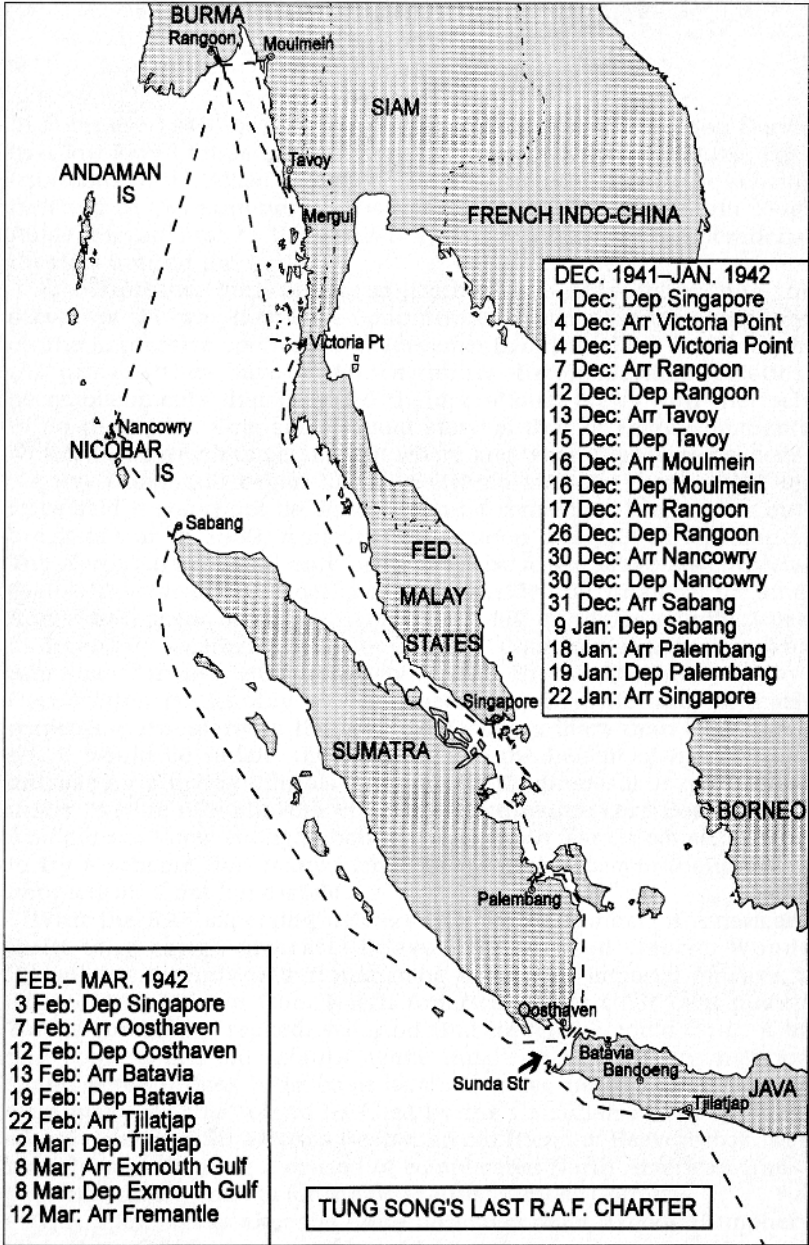 BURMA
Rangoon
Moulmein
SIAM
ANDAMAN
IS
Tavoy
Mergui
FRENCH INDO-CHINA
DEC. 1941–JAN. 1942
1 Dec: Dep Singapore
4 Dec: Arr Victoria Point
4 Dec: Dep Victoria Point
7 Dec: Arr Rangoon
12 Dec: Dep Rangoon
13 Dec: Arr Tavoy
15 Dec: Dep Tavoy
16 Dec: Arr Moulmein
16 Dec: Dep Moulmein
17 Dec: Arr Rangoon
26 Dec: Dep Rangoon
30 Dec: Arr Nancowry
30 Dec: Dep Nancowry
31 Dec: Arr Sabang
9 Jan: Dep Sabang
18 Jan: Arr Palembang
19 Jan: Dep Palembang
22 Jan: Arr Singapore
Victoria Pt
Nancowry
NICOBAR
IS
Sabang
FED.
MALAY
STATES
Singapore
SUMATRA
BORNEO
Palembang
FEB.– MAR. 1942
3 Feb: Dep Singapore
7 Feb: Arr Oosthaven
12 Feb: Dep Oosthaven
13 Feb: Arr Batavia
19 Feb: Dep Batavia
22 Feb: Arr Tjilatjap
2 Mar: Dep Tjilatjap
8 Mar: Arr Exmouth Gulf
8 Mar: Dep Exmouth Gulf
12 Mar: Arr Fremantle
Oosthaven
Batavia
Bandoeng
Sunda Str
JAVA
Tjilatjap
TUNG SONG'S LAST R.A.F. CHARTER